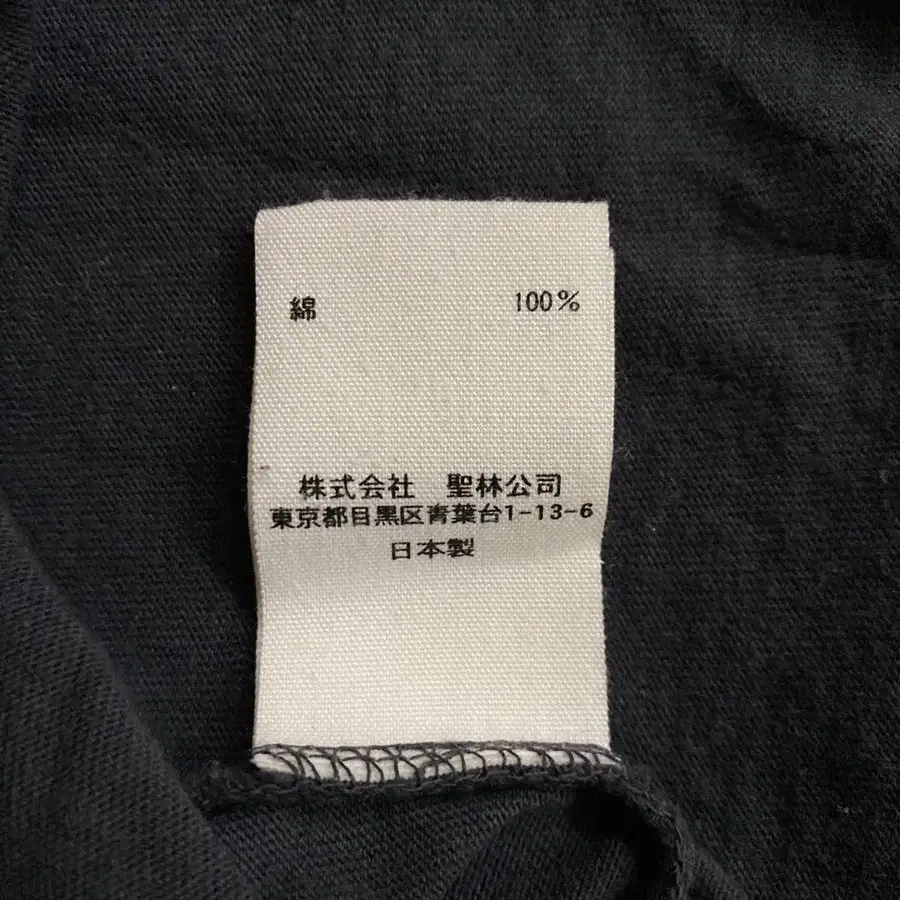 綿 100%
株式会社 聖林公司
東京都目黒区青葉台1-13-6
日本製